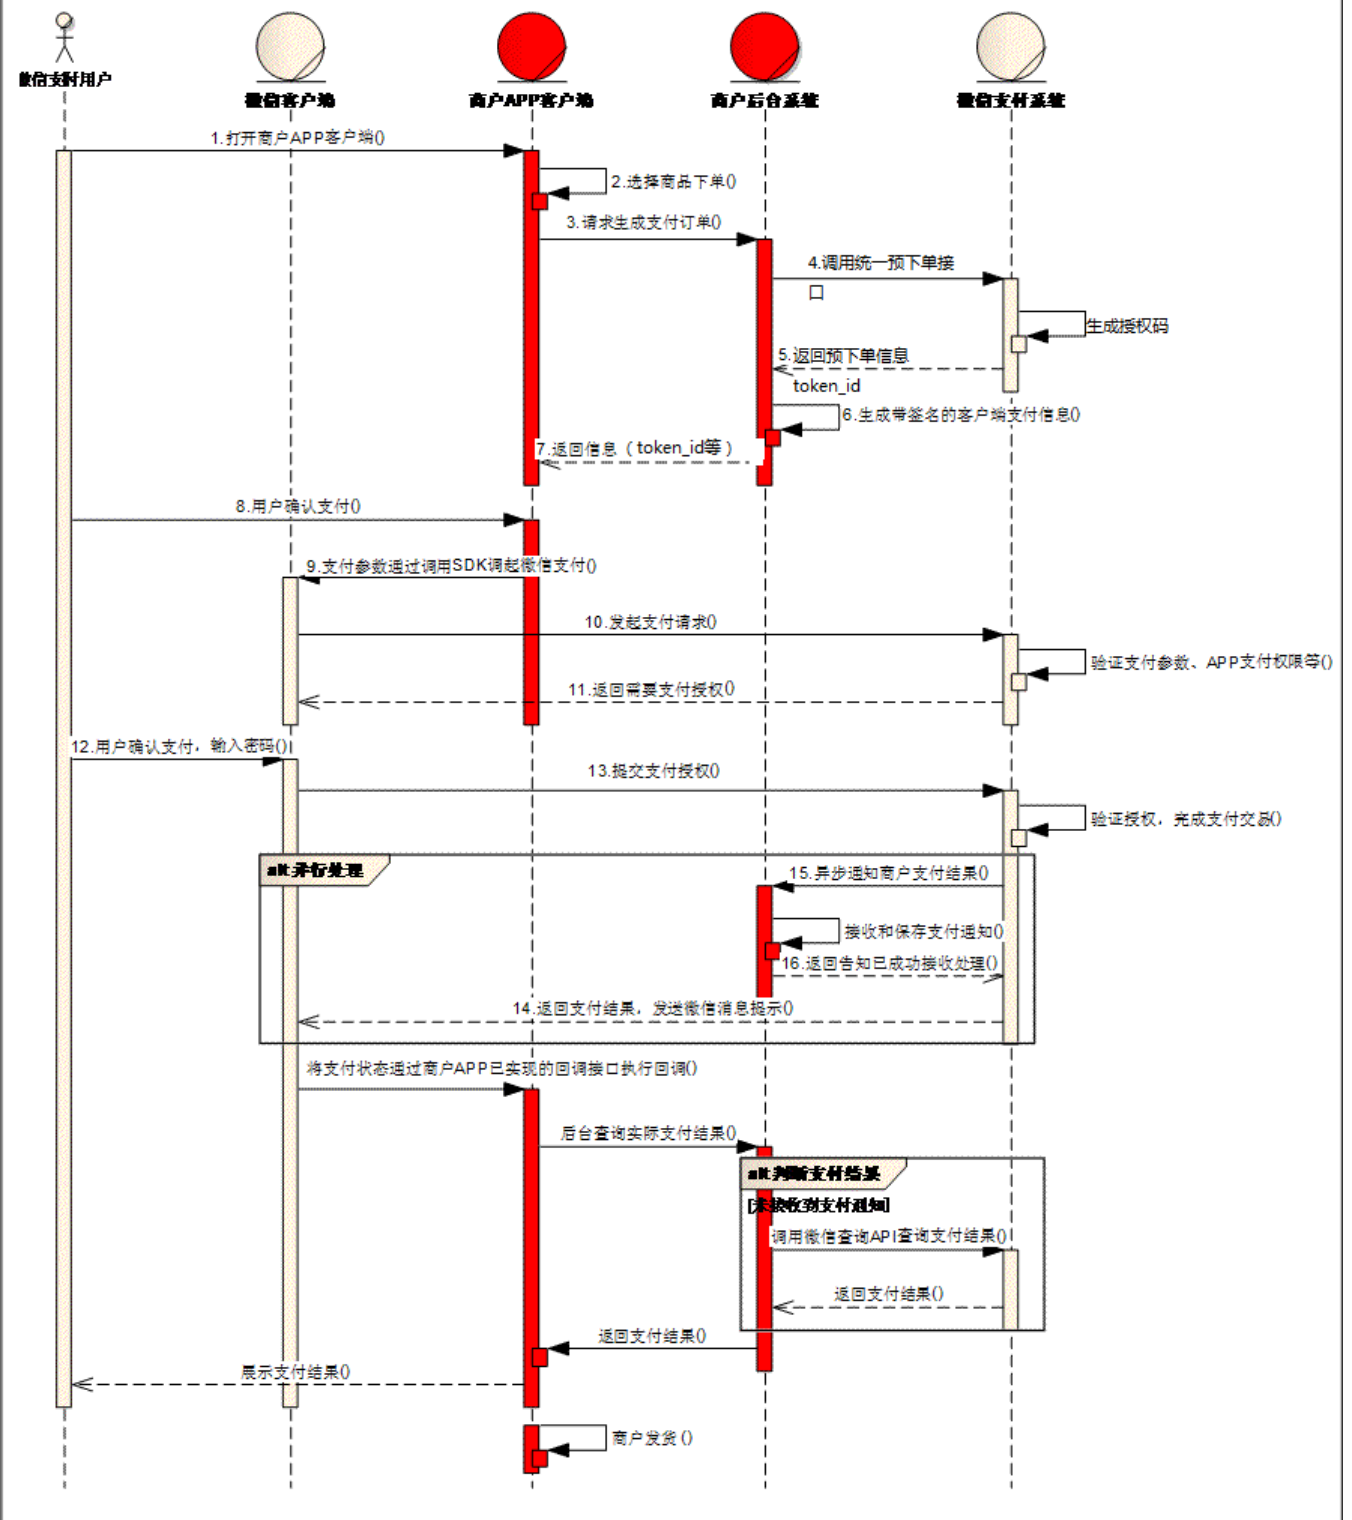 微信支付用户
微信客户端
商户APP客户端
商户后台系统
微信支付系统
1.打开商户APP客户端()
2.选择商品下单()
3.请求生成支付订单()
4.调用统一预下单接
口
生成授权码
5.返回预下单信息
token_id
6.生成带签名的客户端支付信息()
7.返回信息（token_id等）
8.用户确认支付()
9.支付参数通过调用SDK调起微信支付()
10.发起支付请求()
验证支付参数、APP支付权限等()
11.返回需要支付授权()
12.用户确认支付，输入密码()
13.提交支付授权()
验证授权，完成支付交易()
alt 并行处理
15.异步通知商户支付结果()
接收和保存支付通知()
16.返回告知已成功接收处理()
14.返回支付结果，发送微信消息提示()
将支付状态通过商户APP已实现的回调接口执行回调()
后台查询实际支付结果()
alt 判断支付结果
[未接收到支付通知]
调用微信查询API查询支付结果()
返回支付结果()
返回支付结果()
展示支付结果()
商户发货()